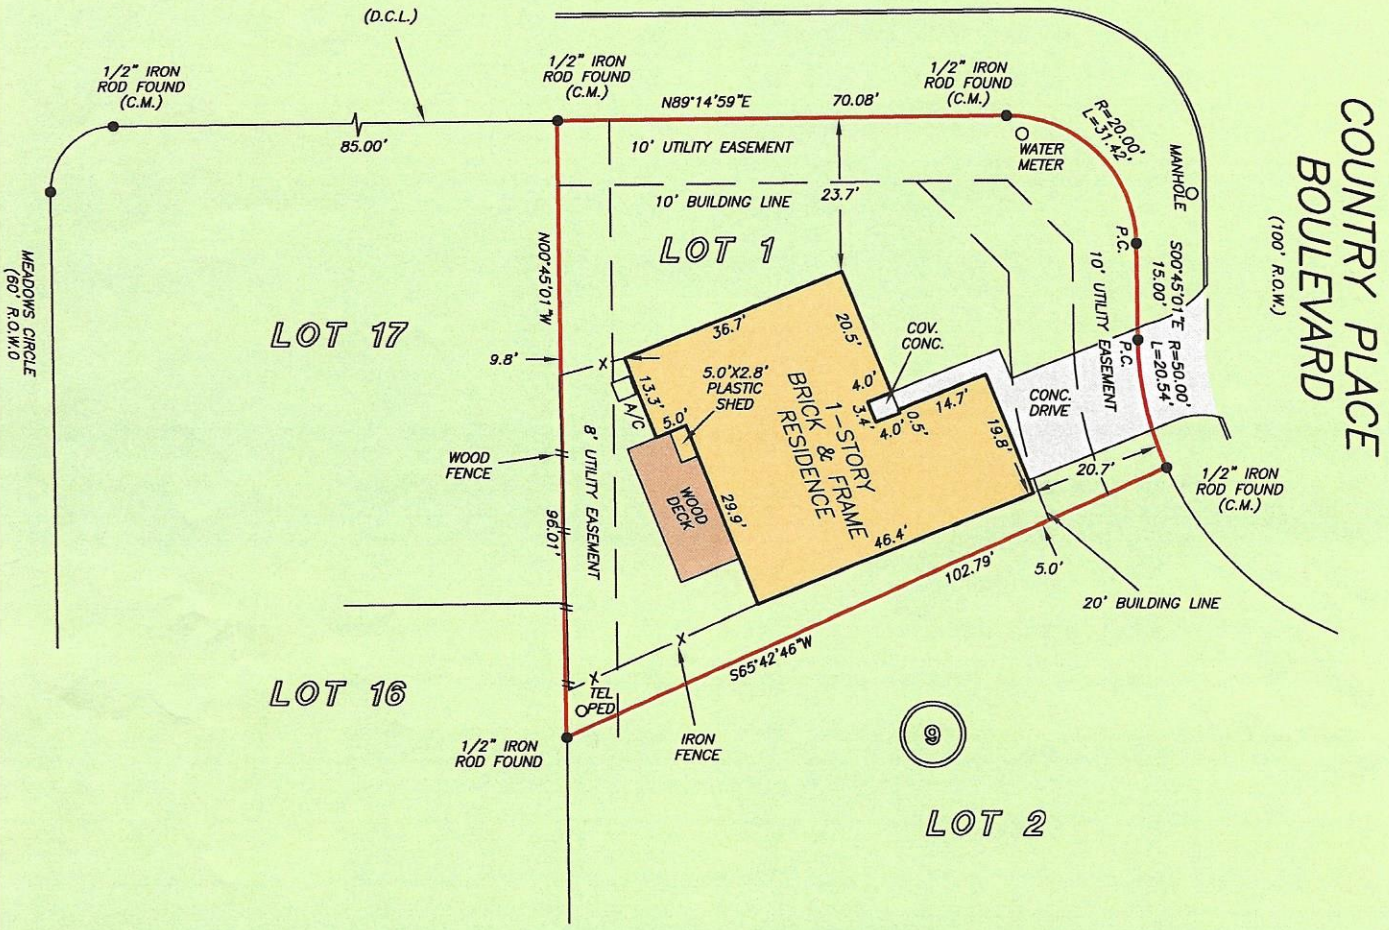 (D.C.L.)
1/2" IRON
ROD FOUND
(C.M.)
1/2" IRON
ROD FOUND
(C.M.)
1/2" IRON
ROD FOUND
(C.M.)
N89°14'59"E
70.08'
85.00'
R=20.00'
L=31.42'
10' UTILITY EASEMENT
WATER
METER
MANHOLE
COUNTRY PLACE
BOULEVARD
(100' R.O.W.)
10' BUILDING LINE
23.7'
P.C.
N00°45'01"W
LOT 1
10' UTILITY EASEMENT
S00°45'01"E
15.00'
MEADOWS CIRCLE
(60' R.O.W.0
LOT 17
36.7'
20.5'
COV.
CONC.
P.C.
R=50.00'
L=20.54'
9.8'
5.0'X2.8'
PLASTIC
SHED
13.3'
A/C
5.0'
4.0'
3.4'
4.0'
0.5'
14.7'
CONC.
DRIVE
19.8'
1-STORY
BRICK & FRAME
RESIDENCE
8' UTILITY EASEMENT
WOOD
FENCE
20.7'
1/2" IRON
ROD FOUND
(C.M.)
WOOD
DECK
29.9'
96.01'
46.4'
102.79'
5.0'
20' BUILDING LINE
S65°42'46"W
X
X
X
LOT 16
TEL
PED
1/2" IRON
ROD FOUND
IRON
FENCE
9
LOT 2